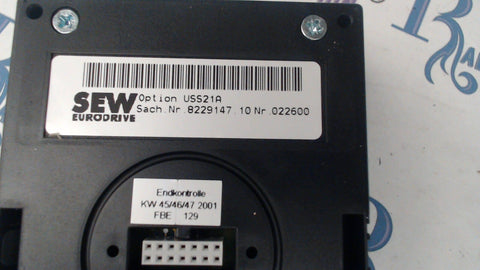 SEW
EURODRIVE
Option USS21A
Sach.Nr.8229147.10 Nr.022600
Endkontrolle
KW 45/46/47 2001
FBE 129